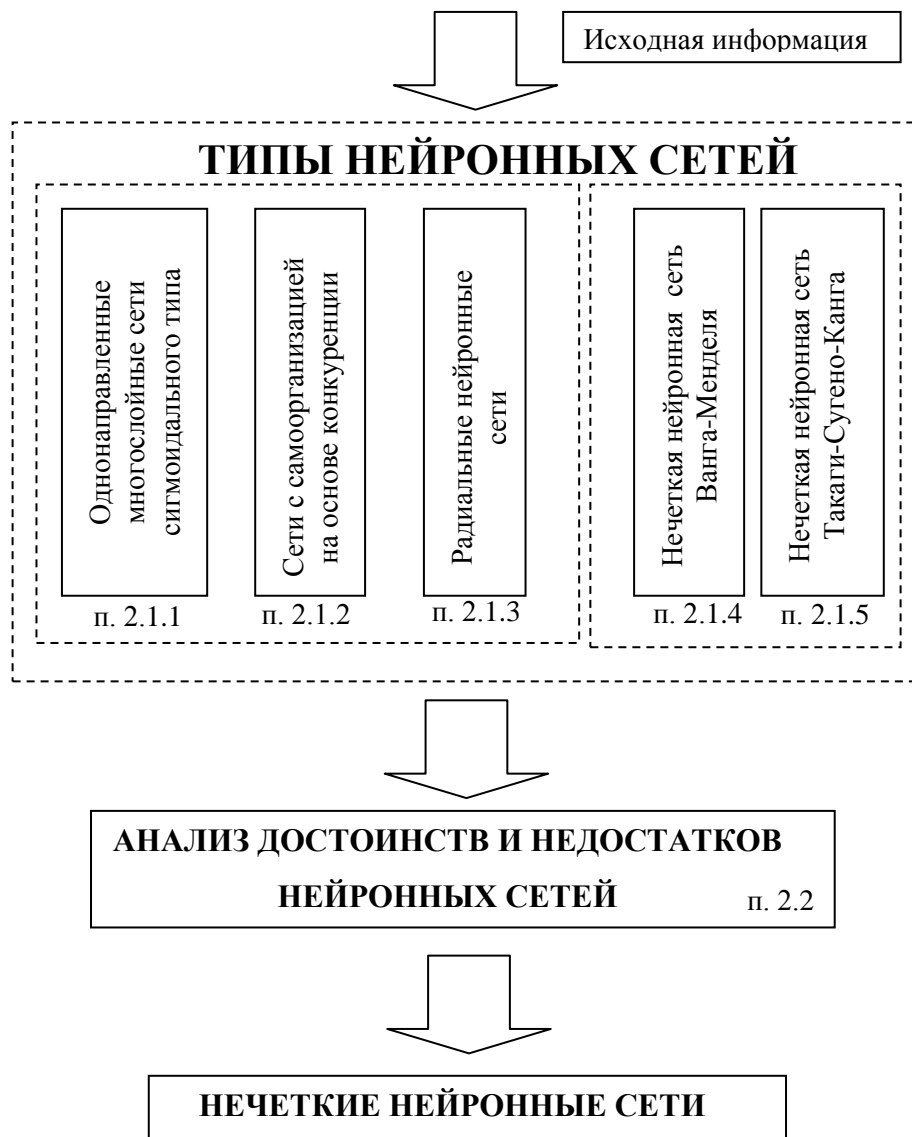 Исходная информация
ТИПЫ НЕЙРОННЫХ СЕТЕЙ
Однонаправленные
многослойные сети
сигмоидального типа
п. 2.1.1
Сети с самоорганизацией
на основе конкуренции
п. 2.1.2
Радиальные нейронные
сети
п. 2.1.3
Нечеткая нейронная сеть
Ванга-Менделя
п. 2.1.4
Нечеткая нейронная сеть
Такаги-Сугено-Канга
п. 2.1.5
АНАЛИЗ ДОСТОИНСТВ И НЕДОСТАТКОВ
НЕЙРОННЫХ СЕТЕЙ
п. 2.2
НЕЧЕТКИЕ НЕЙРОННЫЕ СЕТИ